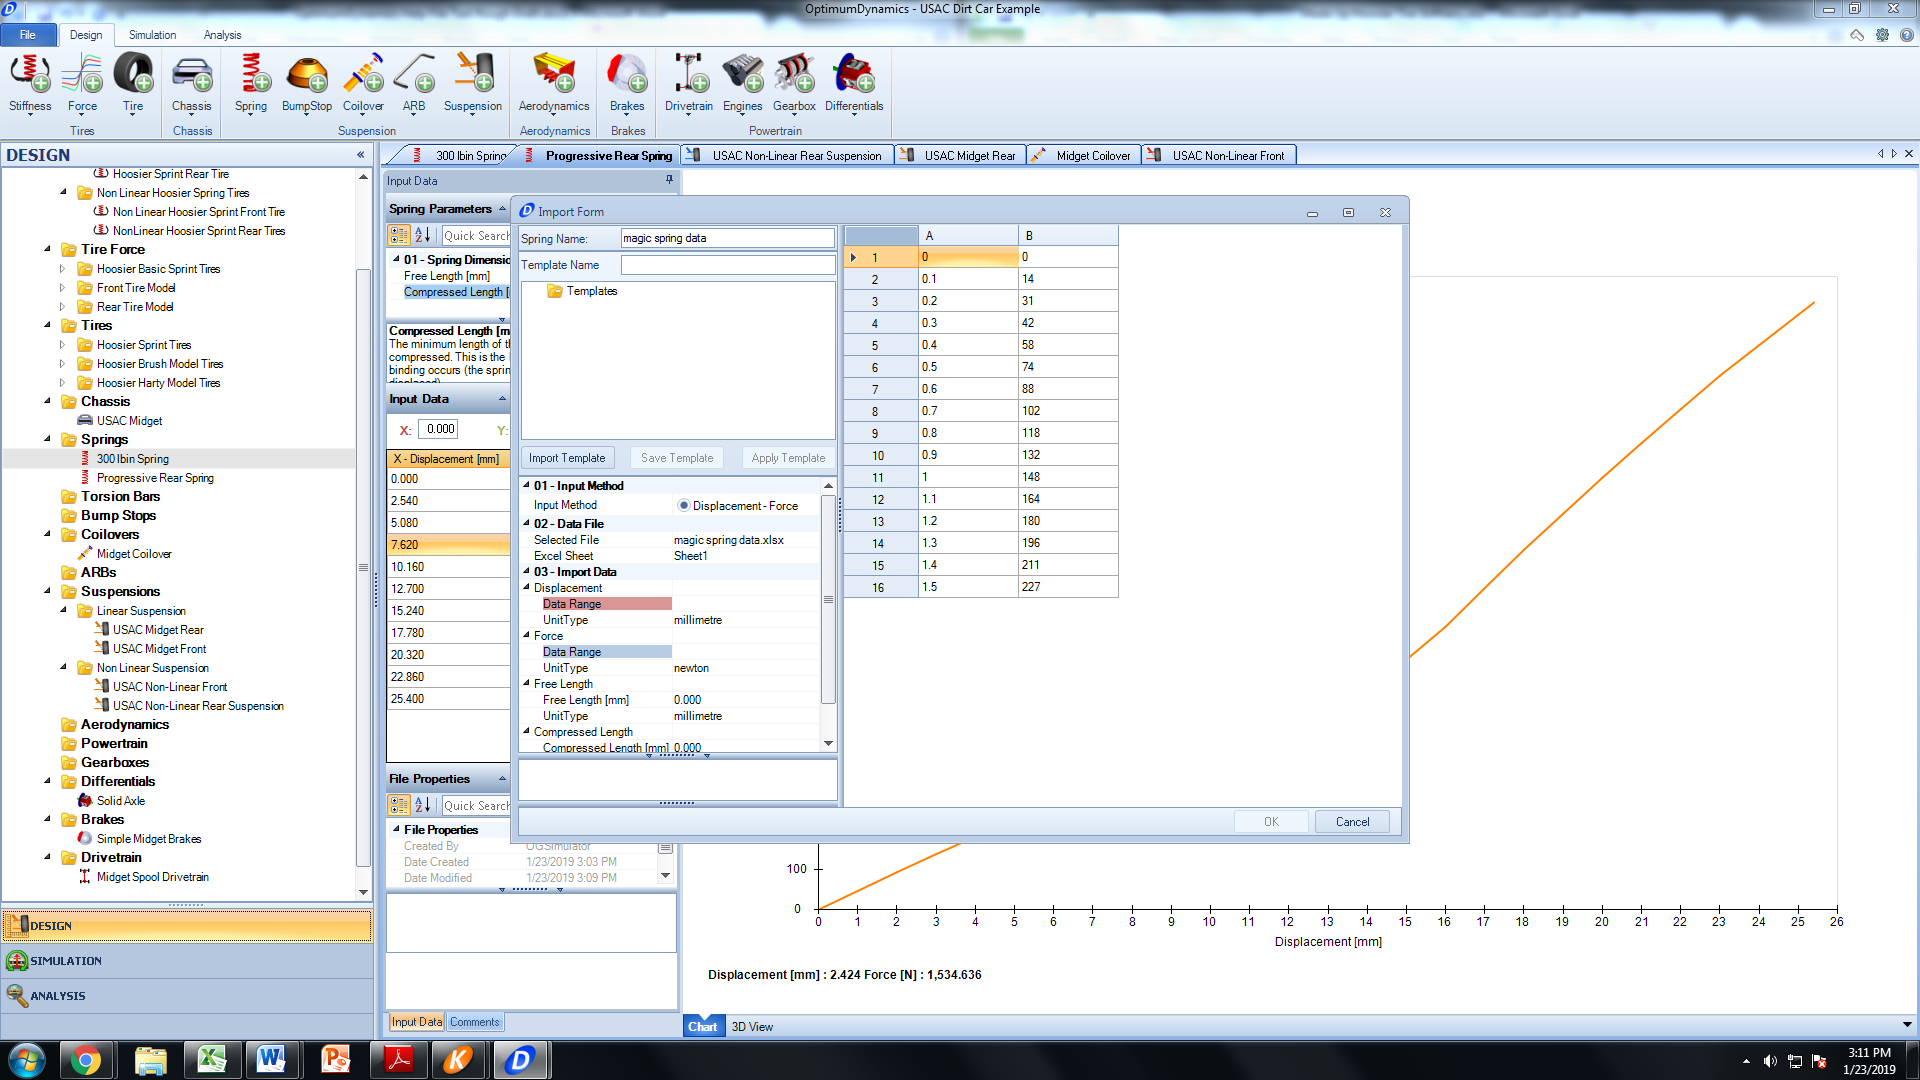 OptimumDynamics - USAC Dirt Car Example
File
Design
Simulation
Analysis
Stiffness
Force
Tire
Chassis
Spring
BumpStop
Coilover
ARB
Suspension
Aerodynamics
Brakes
Drivetrain
Engines
Gearbox
Differentials
Tires
Chassis
Suspension
Aerodynamics
Brakes
Powertrain
DESIGN
«
Hoosier Sprint Rear Tire
Non Linear Hoosier Spring Tires
Non Linear Hoosier Sprint Front Tire
NonLinear Hoosier Sprint Rear Tires
Tire Force
Hoosier Basic Sprint Tires
Front Tire Model
Rear Tire Model
Tires
Hoosier Sprint Tires
Hoosier Brush Model Tires
Hoosier Harty Model Tires
Chassis
USAC Midget
Springs
300 lbin Spring
Progressive Rear Spring
Torsion Bars
Bump Stops
Coilovers
Midget Coilover
ARBs
Suspensions
Linear Suspension
USAC Midget Rear
USAC Midget Front
Non Linear Suspension
USAC Non-Linear Front
USAC Non-Linear Rear Suspension
Aerodynamics
Powertrain
Gearboxes
Differentials
Solid Axle
Brakes
Simple Midget Brakes
Drivetrain
Midget Spool Drivetrain
DESIGN
SIMULATION
ANALYSIS
300 lbin Spring
Progressive Rear Spring
USAC Non-Linear Rear Suspension
USAC Midget Rear
Midget Coilover
USAC Non-Linear Front
Input Data
Spring Parameters
Quick Search
01 - Spring Dimensio
Free Length [mm]
Compressed Length [
Compressed Length [m
The minimum length of th
compressed. This is the l
binding occurs (the sprin
displaced)
Input Data
X: 0.000 Y:
X - Displacement [mm]
0.000
2.540
5.080
7.620
10.160
12.700
15.240
17.780
20.320
22.860
25.400
File Properties
Quick Search
File Properties
Created By OGSimulator
Date Created 1/23/2019 3:03 PM
Date Modified 1/23/2019 3:09 PM
Input Data
Comments
Import Form
Spring Name: magic spring data
Template Name
Templates
Import Template
Save Template
Apply Template
01 - Input Method
Input Method Displacement - Force
02 - Data File
Selected File magic spring data.xlsx
Excel Sheet Sheet1
03 - Import Data
Displacement
Data Range
UnitType millimetre
Force
Data Range
UnitType newton
Free Length
Free Length [mm] 0.000
UnitType millimetre
Compressed Length
Compressed Length [mm] 0.000
A B
1 0 0
2 0.1 14
3 0.2 31
4 0.3 42
5 0.4 58
6 0.5 74
7 0.6 88
8 0.7 102
9 0.8 118
10 0.9 132
11 1 148
12 1.1 164
13 1.2 180
14 1.3 196
15 1.4 211
16 1.5 227
OK
Cancel
100
0
0 1 2 3 4 5 6 7 8 9 10 11 12 13 14 15 16 17 18 19 20 21 22 23 24 25 26
Displacement [mm]
Displacement [mm] : 2.424 Force [N] : 1,534.636
Chart
3D View
3:11 PM
1/23/2019